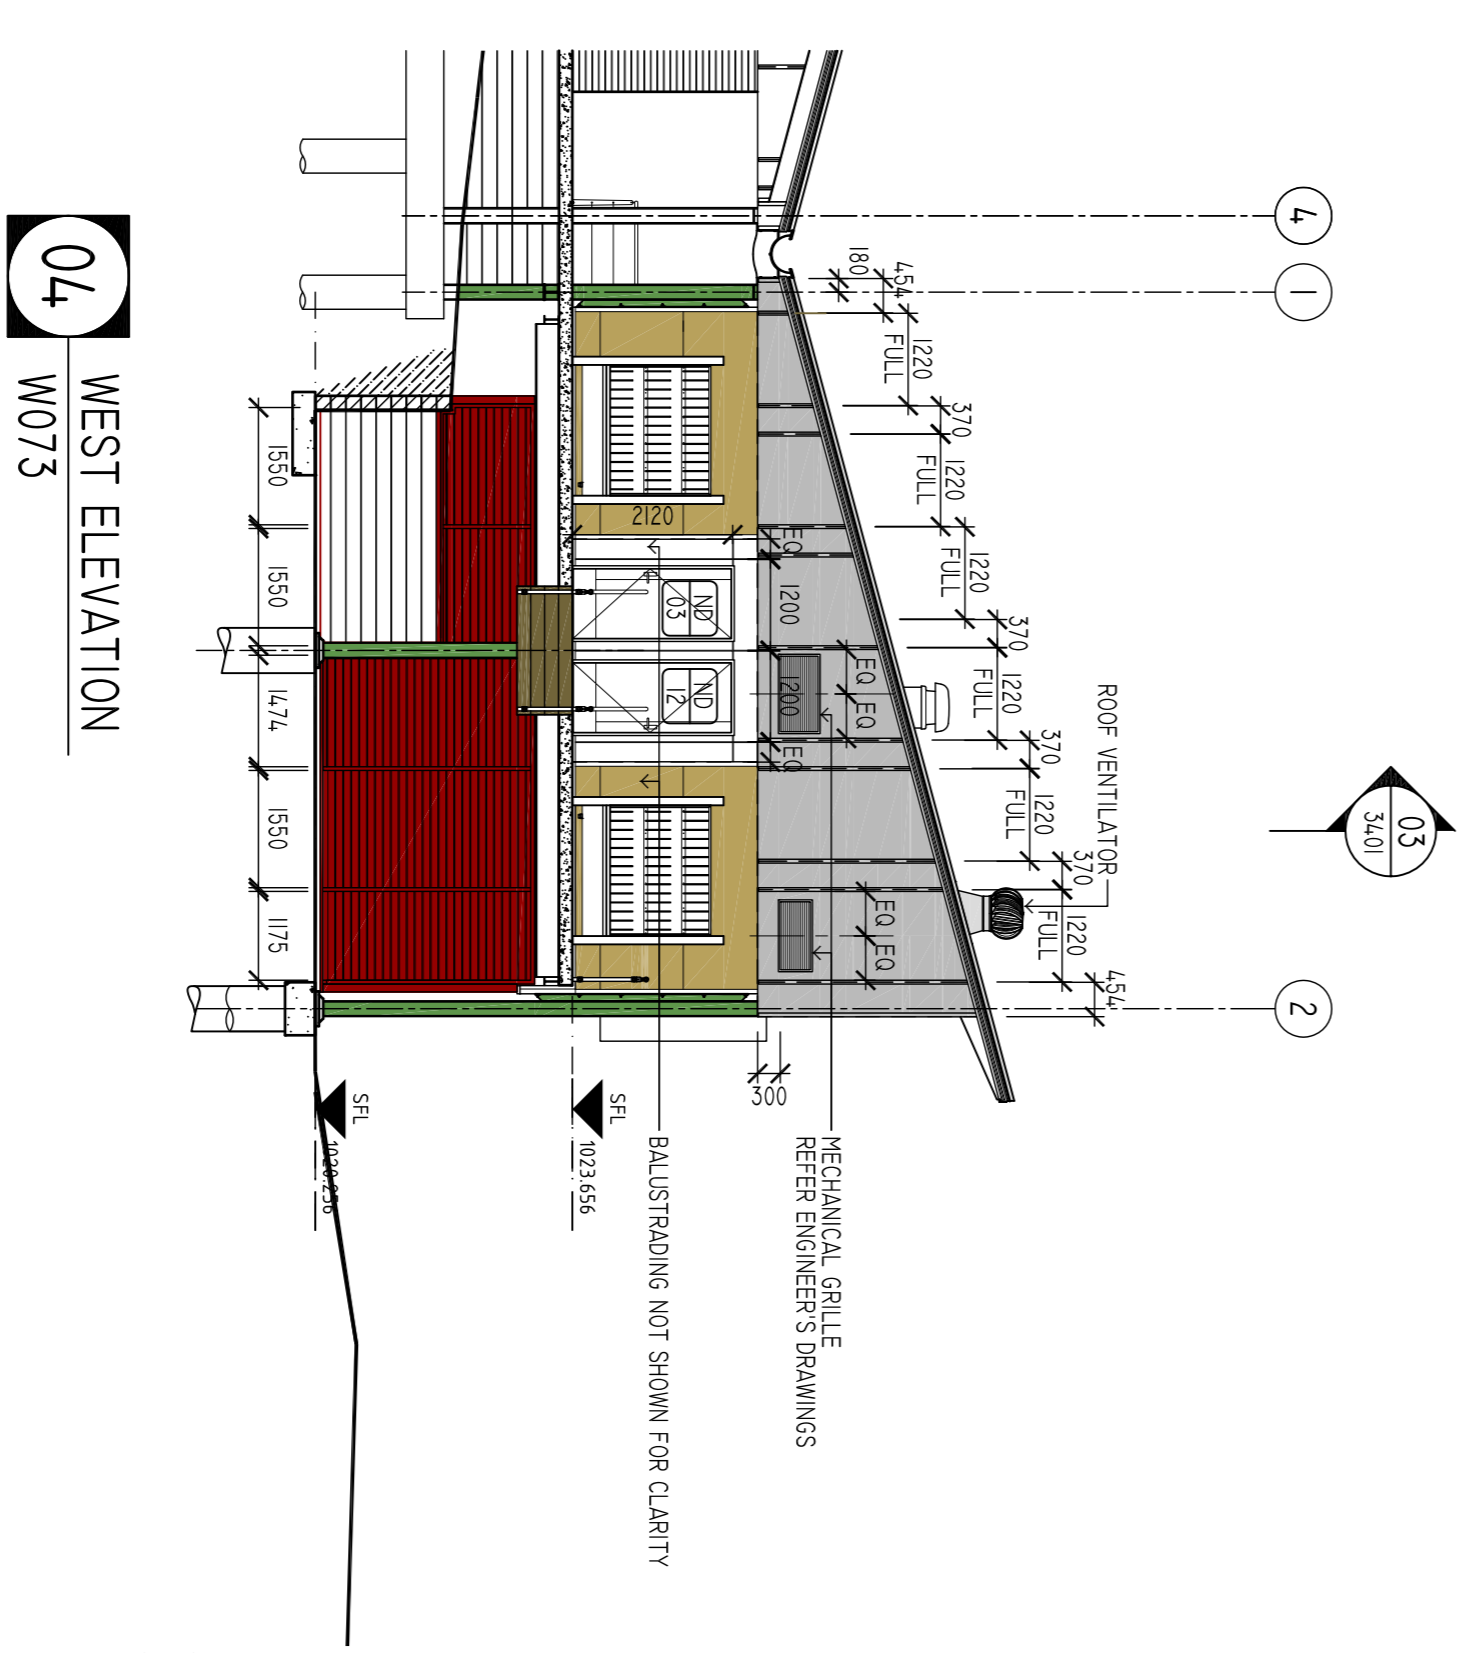 4
1
2
03
3401
180
454
1220
FULL
370
1220
FULL
1220
FULL
370
1220
FULL
370
1220
FULL
370
1220
FULL
454
ROOF VENTILATOR
EQ
EQ
EQ
EQ
300
2120
EQ
1200
1200
EQ
ND
03
ND
12
MECHANICAL GRILLE
REFER ENGINEER'S DRAWINGS
BALUSTRADING NOT SHOWN FOR CLARITY
SFL
1023.656
SFL
1020.256
1550
1550
1474
1550
1175
04
WEST ELEVATION
W073